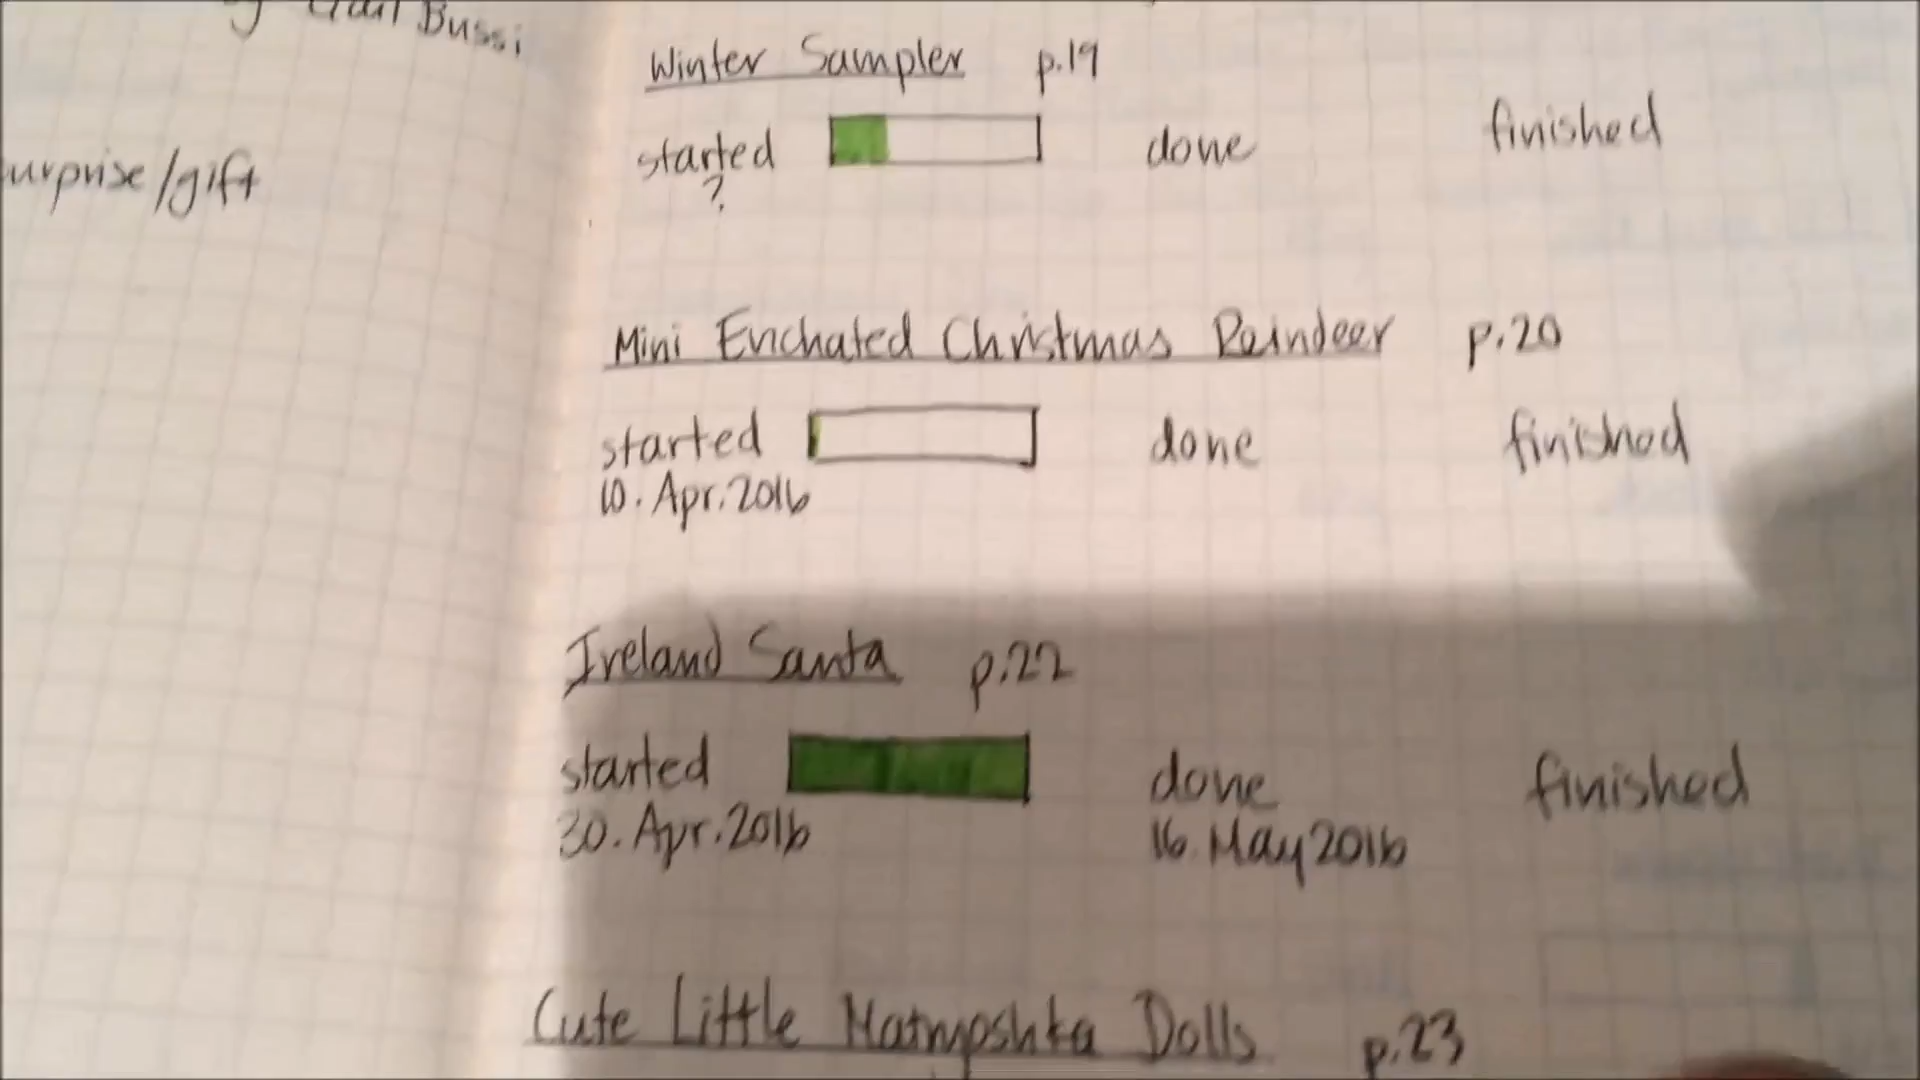 Bussi
/gift
Winter Sampler p.19
started done finished
?
Mini Enchated Christmas Reindeer p.20
started done finished
10. Apr. 2016
Ireland Santa p.22
started done finished
30. Apr. 2016 16. May 2016
Cute Little Matryoshka Dolls p.23